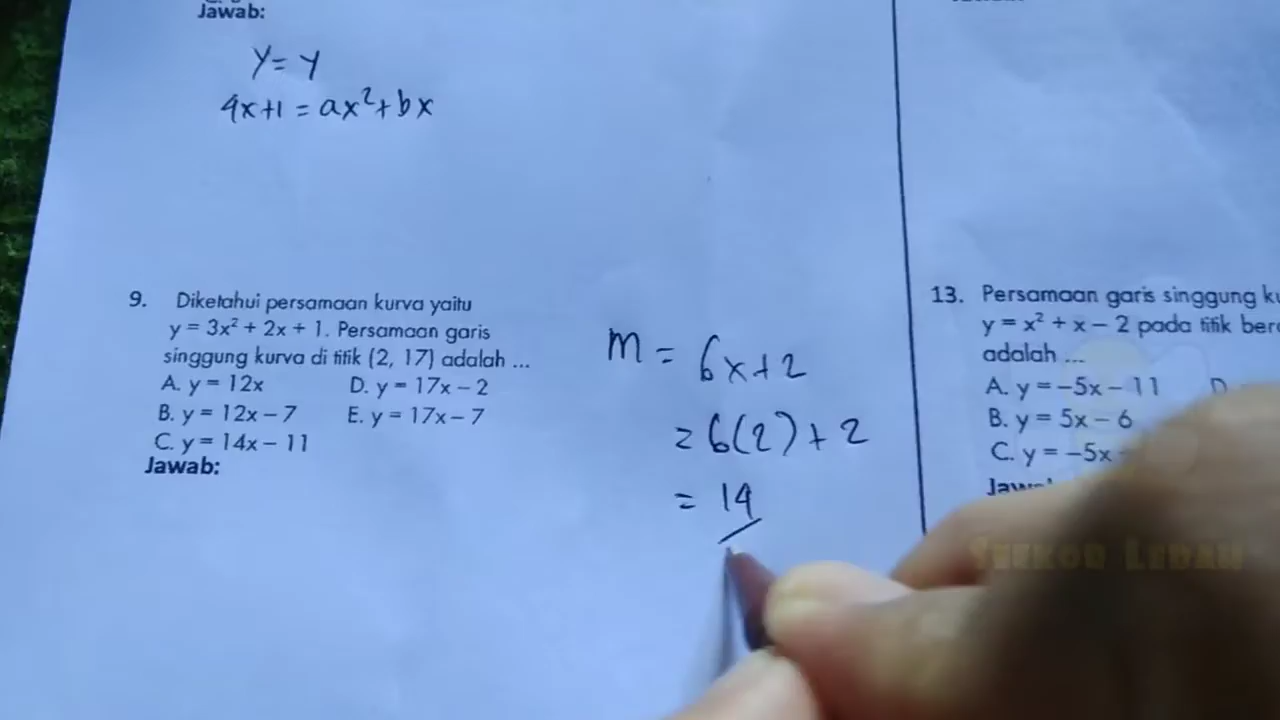 Jawab:
y = y
4x+1 = ax²+bx
9. Diketahui persamaan kurva yaitu
y = 3x² + 2x + 1. Persamaan garis
singgung kurva di titik (2, 17) adalah ...
A. y = 12x D. y = 17x – 2
B. y = 12x – 7 E. y = 17x – 7
C. y = 14x – 11
Jawab:
m = 6x+2
= 6(2)+2
= 14
13. Persamaan garis singgung
y = x² + x – 2 pada titik
adalah ...
A. y = –5x – 11 D.
B. y = 5x – 6
C. y = –5x
SEEKOR LEBAH